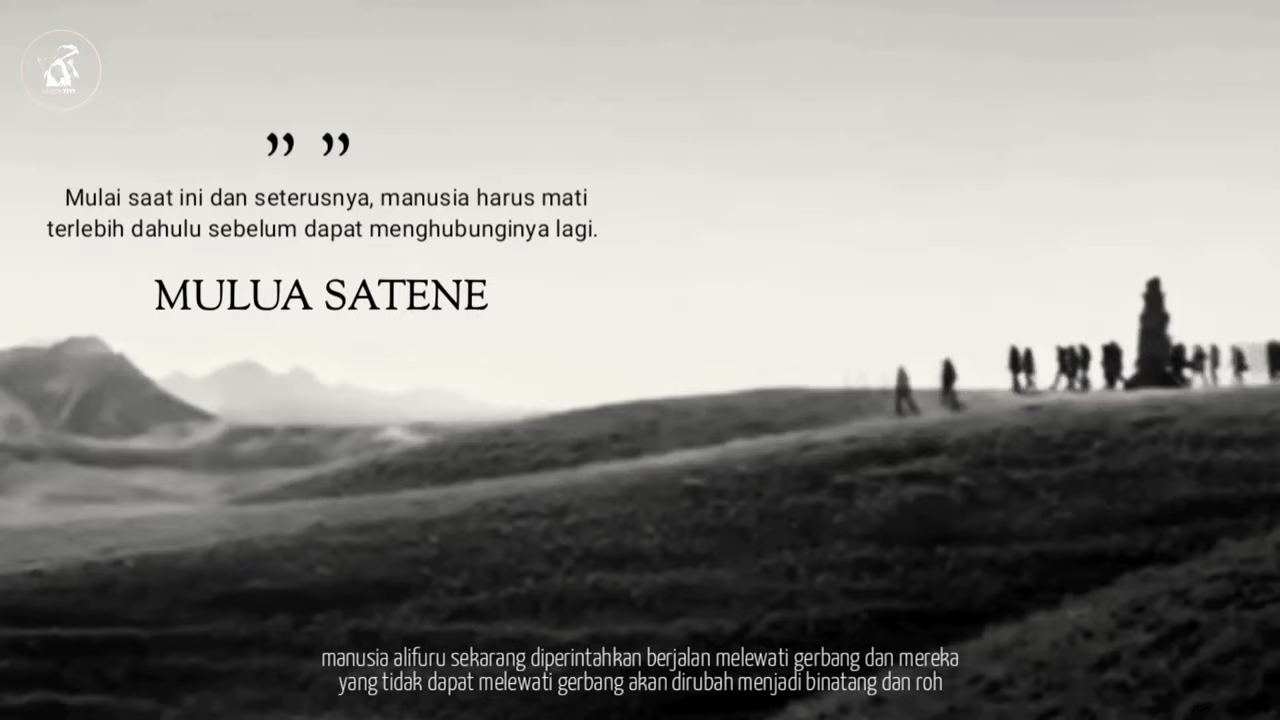 ” ”
Mulai saat ini dan seterusnya, manusia harus mati
terlebih dahulu sebelum dapat menghubunginya lagi.
MULUA SATENE
manusia alifuru sekarang diperintahkan berjalan melewati gerbang dan mereka
yang tidak dapat melewati gerbang akan dirubah menjadi binatang dan roh